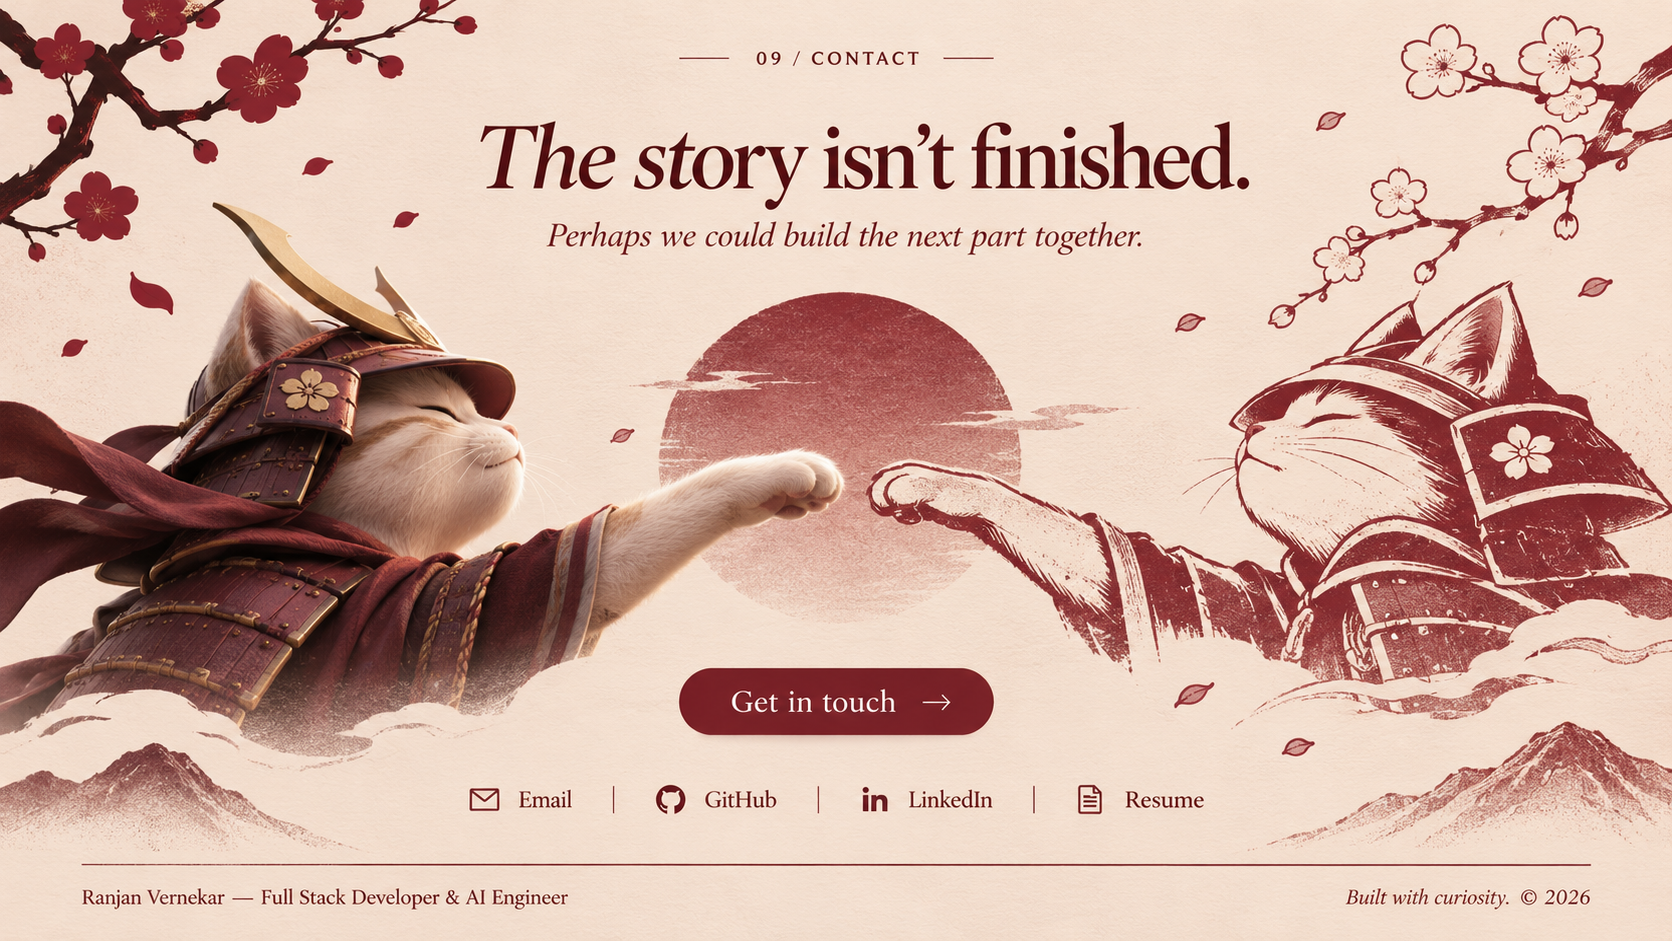 09 / CONTACT
The story isn’t finished.
Perhaps we could build the next part together.
Get in touch →
Email
GitHub
LinkedIn
Resume
Ranjan Vernekar — Full Stack Developer & AI Engineer
Built with curiosity. © 2026